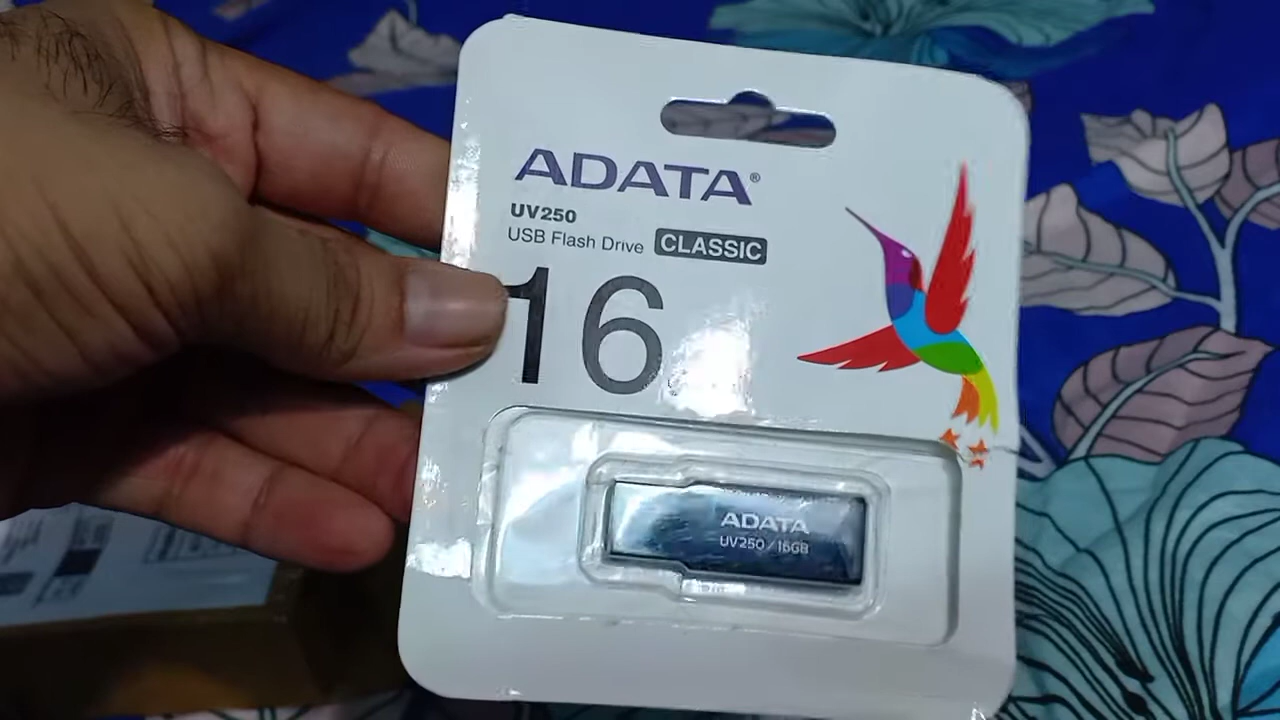 ADATA®
UV250
USB Flash Drive CLASSIC
16
ADATA
UV250/16GB